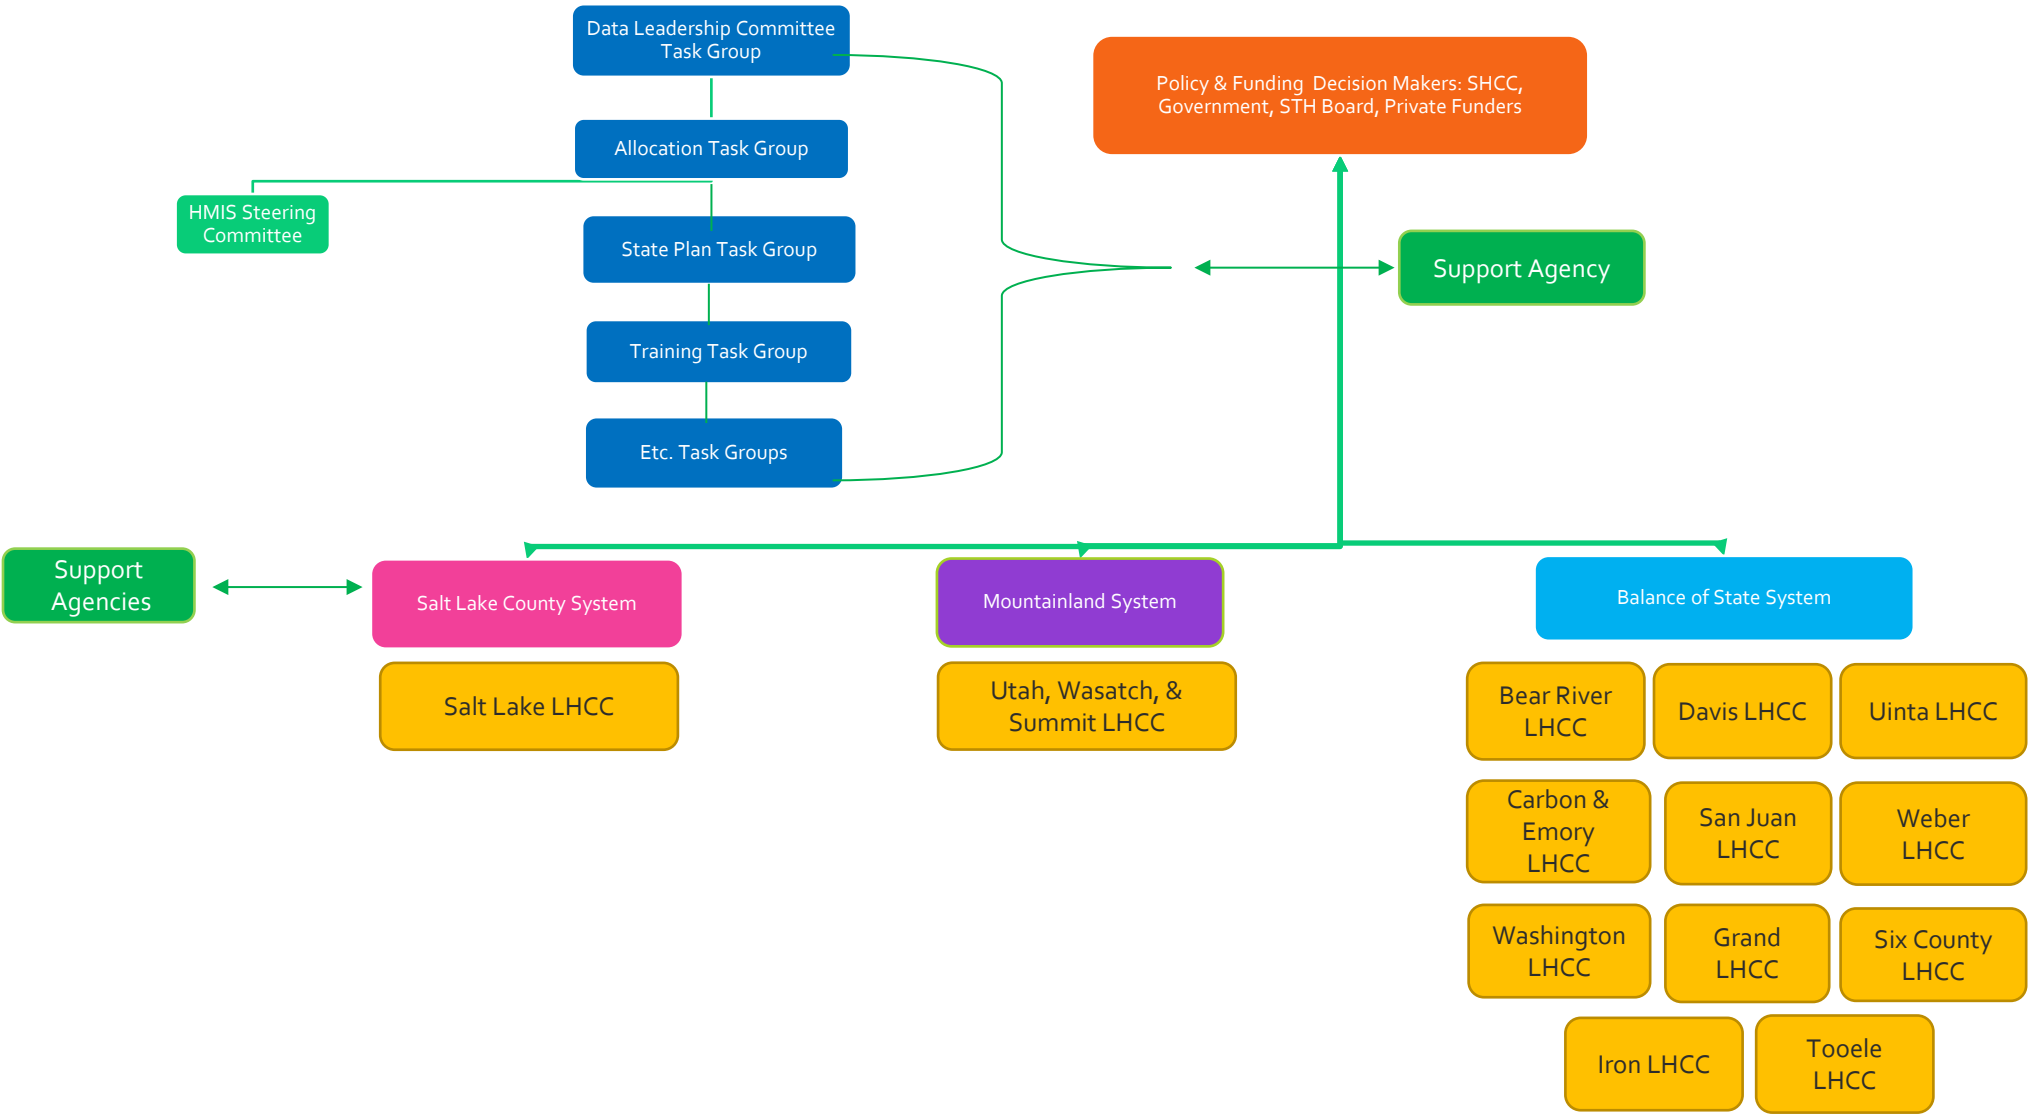 Data Leadership Committee
Task Group
Policy & Funding  Decision Makers: SHCC,
Government, STH Board, Private Funders
Allocation Task Group
HMIS Steering
Committee
State Plan Task Group
Support Agency
Training Task Group
Etc. Task Groups
Support
Agencies
Salt Lake County System
Mountainland System
Balance of State System
Salt Lake LHCC
Utah, Wasatch, &
Summit LHCC
Bear River
LHCC
Davis LHCC
Uinta LHCC
Carbon &
Emory
LHCC
San Juan
LHCC
Weber
LHCC
Washington
LHCC
Grand
LHCC
Six County
LHCC
Iron LHCC
Tooele
LHCC